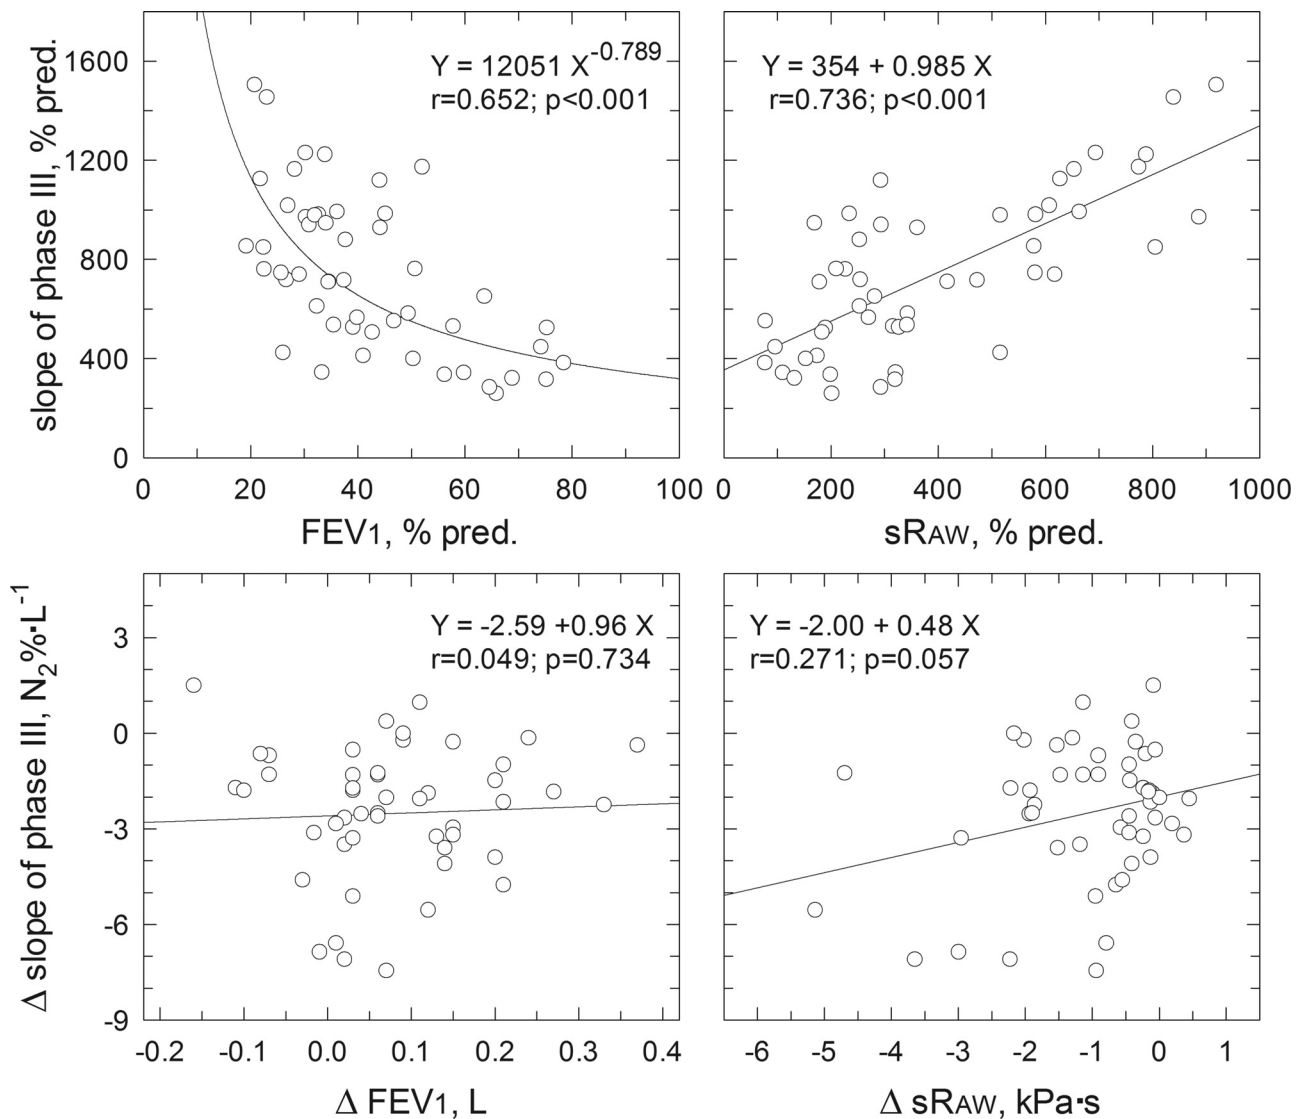 Y = 12051 X^-0.789
r=0.652; p<0.001
slope of phase III, % pred.
1600
1200
800
400
0
0 20 40 60 80 100
FEV1, % pred.
Y = 354 + 0.985 X
r=0.736; p<0.001
0 200 400 600 800 1000
sRAW, % pred.
Y = -2.59 +0.96 X
r=0.049; p=0.734
Δ slope of phase III, N₂%·L⁻¹
3
0
-3
-6
-9
-0.2 -0.1 0.0 0.1 0.2 0.3 0.4
Δ FEV1, L
Y = -2.00 + 0.48 X
r=0.271; p=0.057
-6 -5 -4 -3 -2 -1 0 1
Δ sRAW, kPa·s